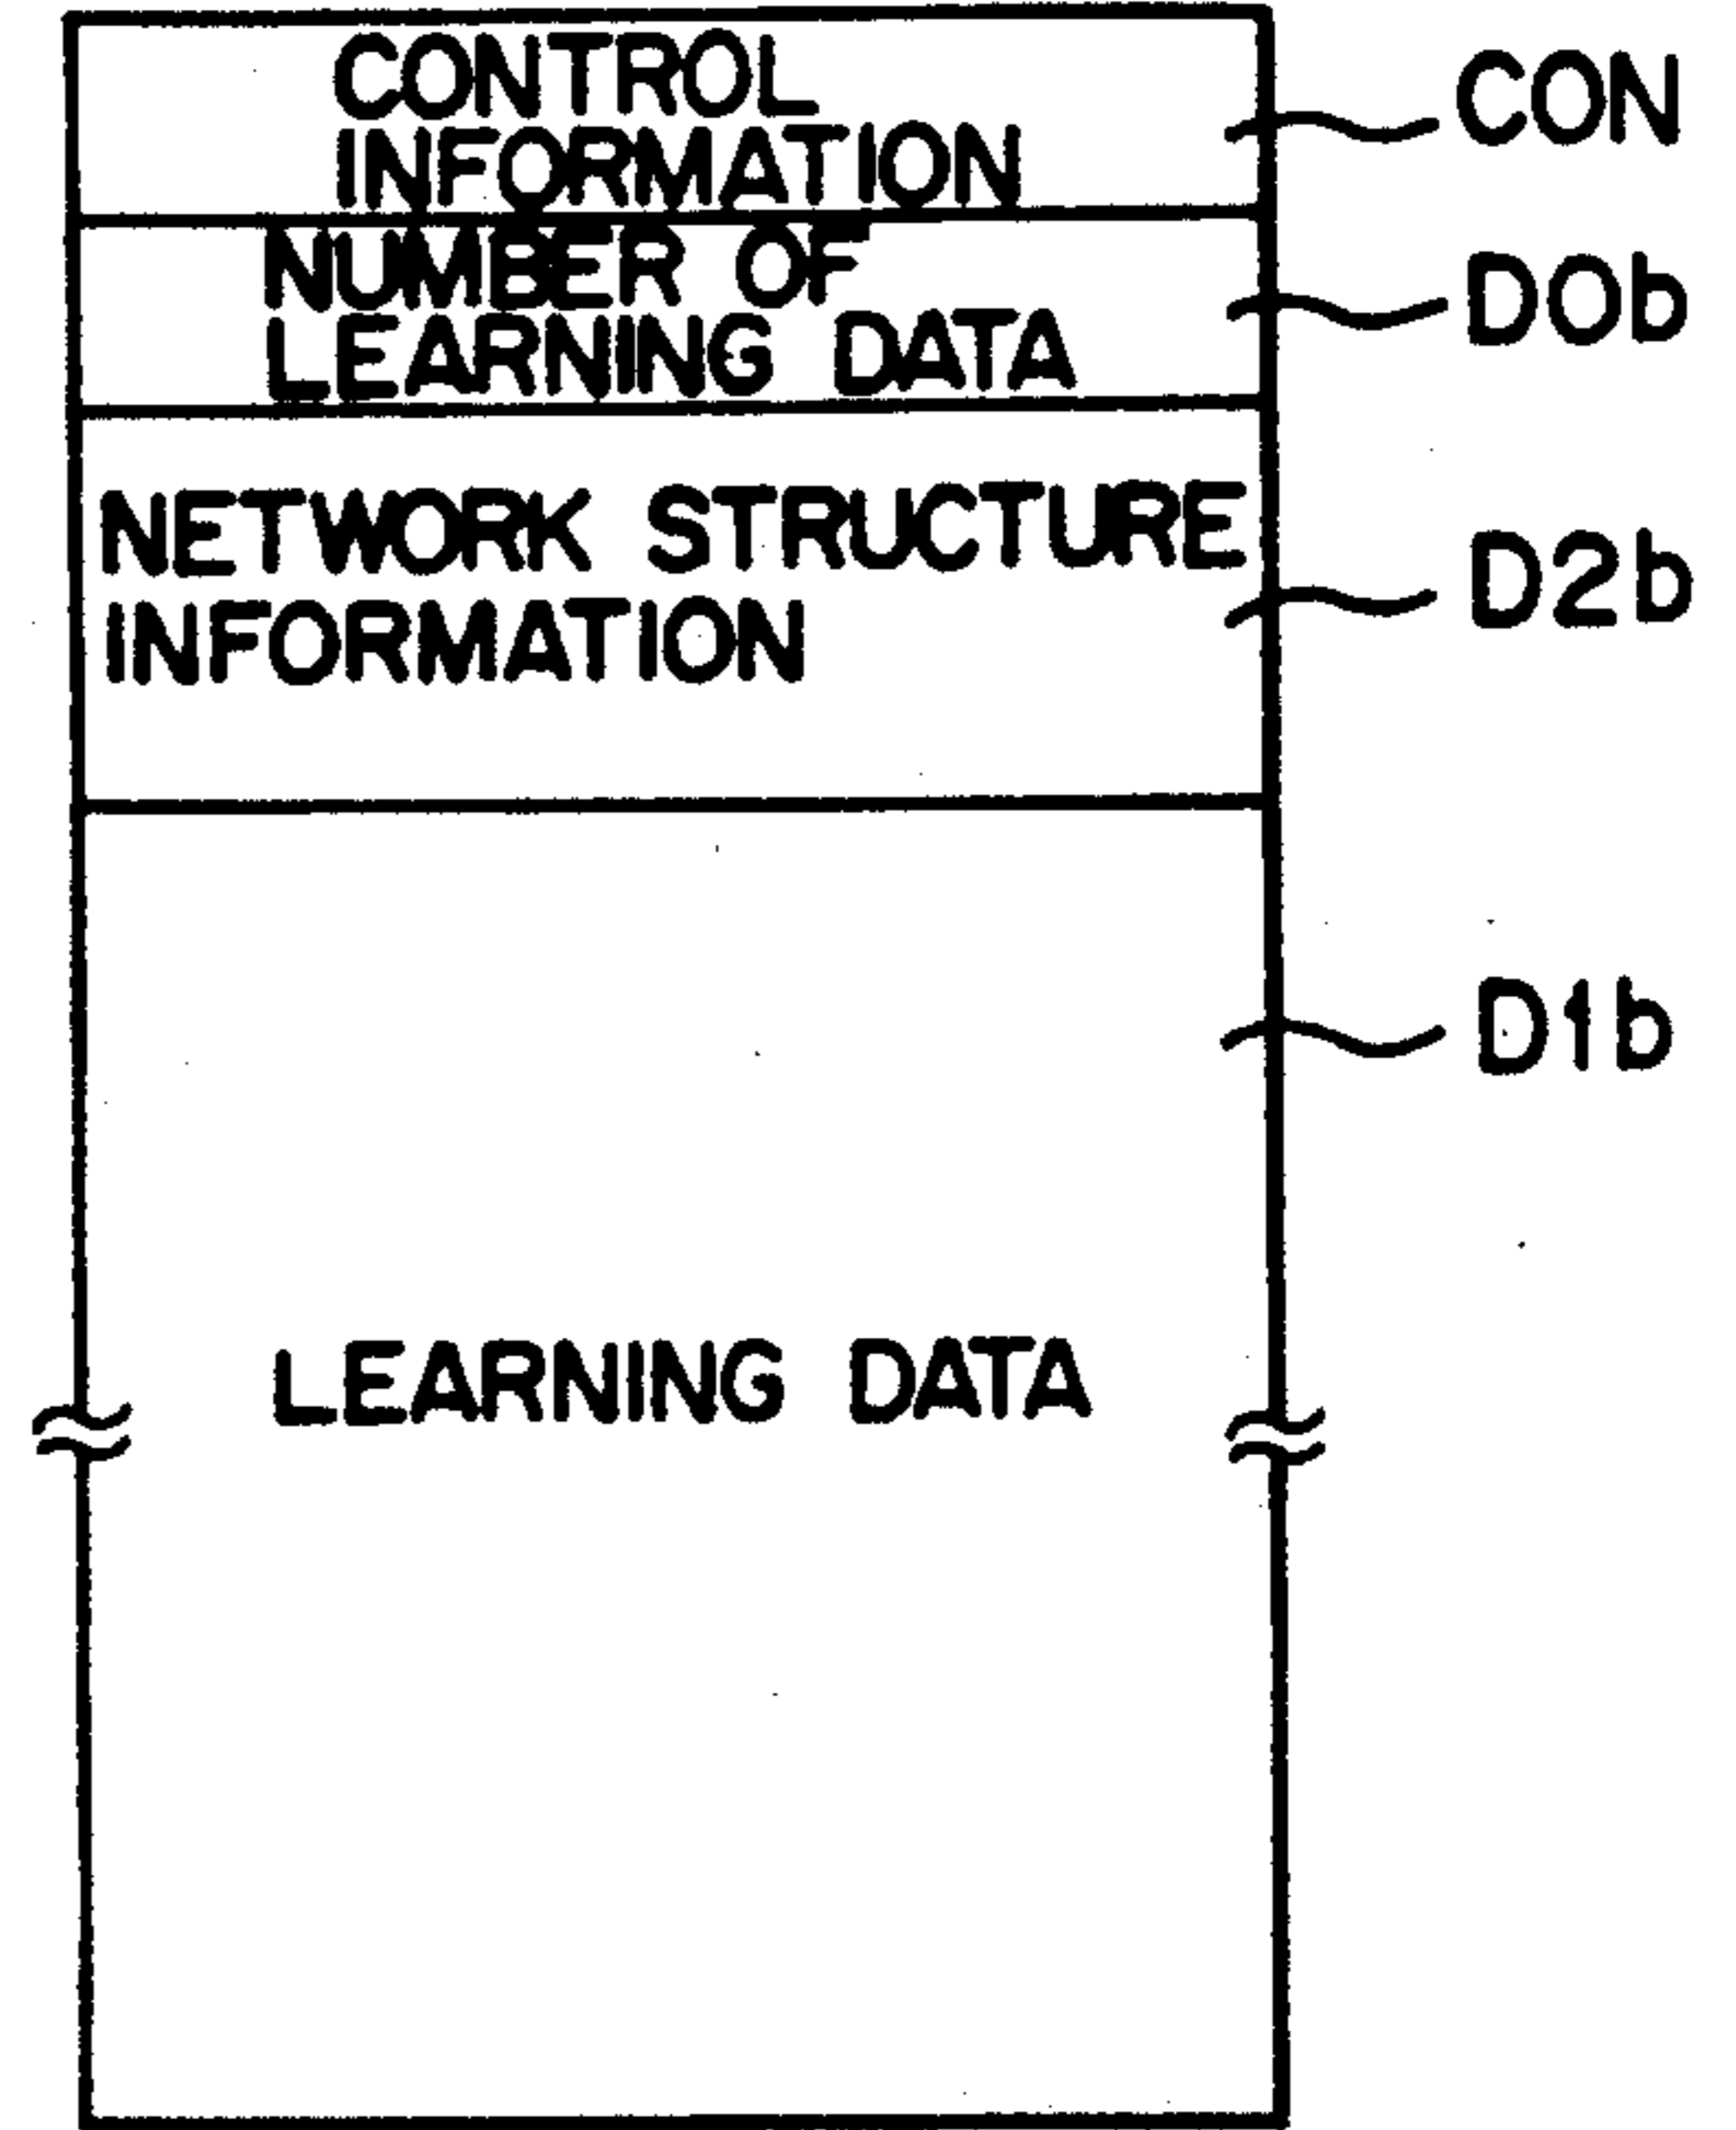 CONTROL
INFORMATION
CON
NUMBER OF
LEARNING DATA
D0b
NETWORK STRUCTURE
INFORMATION
D2b
D1b
LEARNING DATA